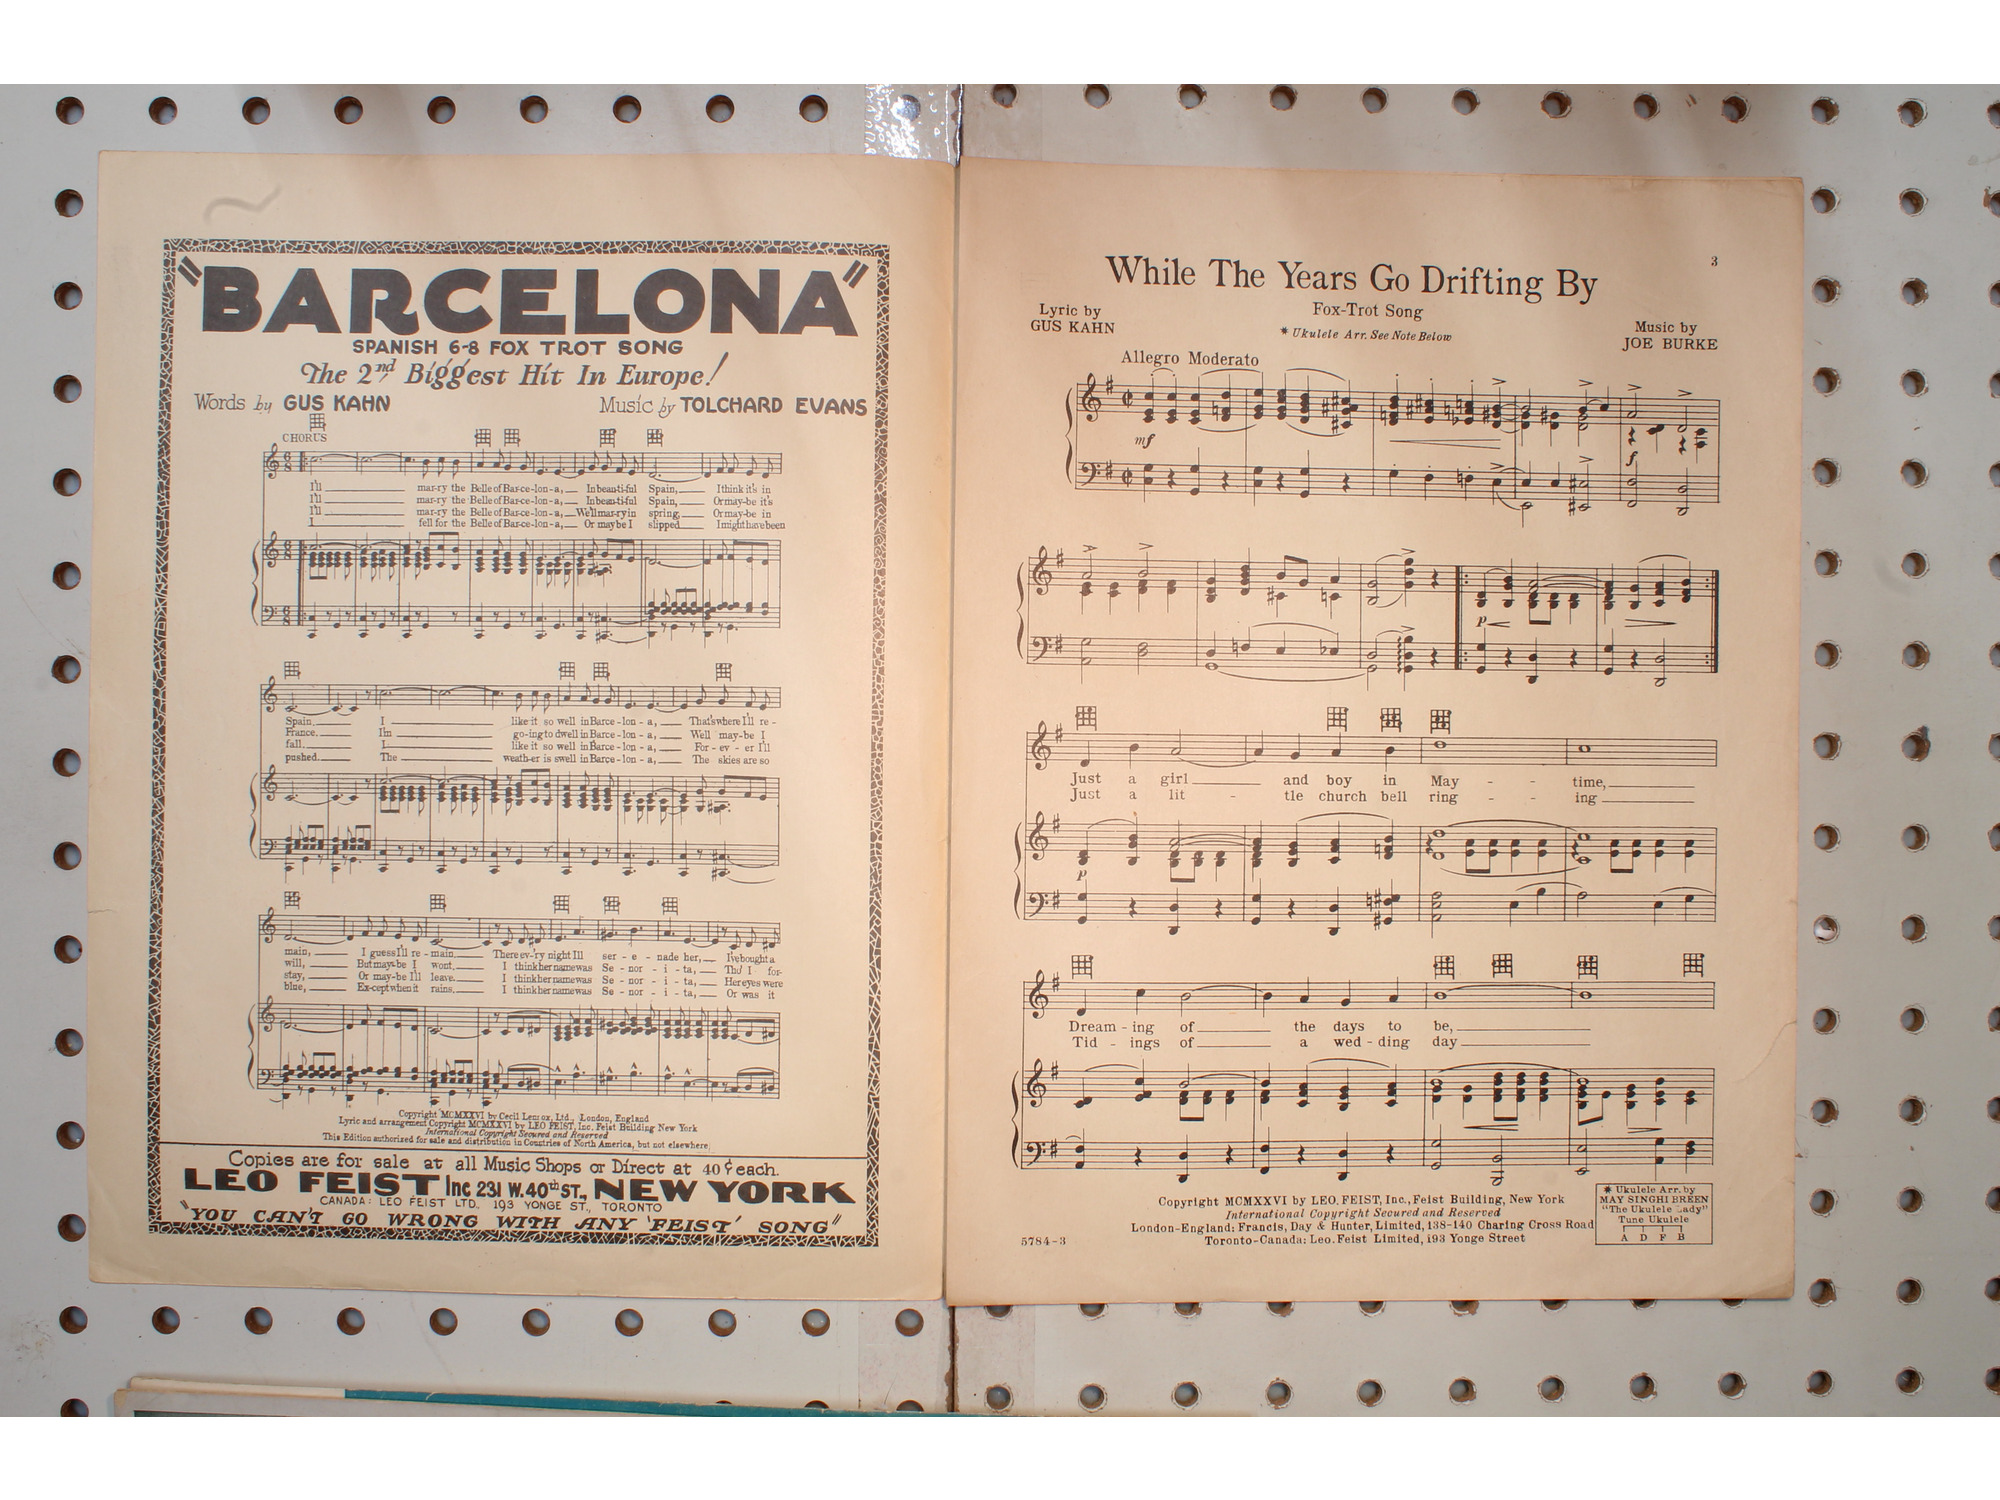 "BARCELONA"
SPANISH 6-8 FOX TROT SONG
The 2nd Biggest Hit In Europe!
Words by GUS KAHN
Music by TOLCHARD EVANS
CHORUS
I'll mar-ry the Belle of Bar-ce-lon-a, In beau-ti-ful Spain, I think it's in
I'll mar-ry the Belle of Bar-ce-lon-a, In beau-ti-ful Spain, Or may-be it's
I'll mar-ry the Belle of Bar-ce-lon-a, We'll mar-ry in spring, Or may-be in
I fell for the Belle of Bar-ce-lon-a, Or may be I slipped I might have been
Spain. I like it so well in Barce-lon-a, That's where I'll re-
France. I'm go-ing to dwell in Barce-lon-a, Well may-be I
fall. I like it so well in Barce-lon-a, For-ev-er I'll
pushed. The weath-er is swell in Barce-lon-a, The skies are so
main, I guess I'll re-main. There ev-'ry night I'll ser-e-nade her, I've bought a
will, But may-be I wont. I think her name was Se-nor-i-ta, Tho' I for-
stay, Or may-be I'll leave. I think her name was Se-nor-i-ta, Her eyes were
blue, Ex-cept when it rains. I think her name was Se-nor-i-ta, Or was it
Copyright MCMXXVI by Cecil Lennox, Ltd., London, England
Lyric and arrangement Copyright MCMXXVI by LEO FEIST, Inc. Feist Building New York
International Copyright Secured and Reserved
This Edition authorized for sale and distribution in Countries of North America, but not elsewhere.
Copies are for sale at all Music Shops or Direct at 40¢ each.
LEO FEIST Inc 231 W. 40th ST., NEW YORK
CANADA: LEO FEIST LTD., 193 YONGE ST., TORONTO
"YOU CAN'T GO WRONG WITH ANY 'FEIST' SONG"
3
While The Years Go Drifting By
Fox-Trot Song
Lyric by
GUS KAHN
* Ukulele Arr. See Note Below
Music by
JOE BURKE
Allegro Moderato
mf
f
p
Just a girl and boy in May - - time,
Just a lit - tle church bell ring - - ing
p
Dream-ing of the days to be,
Tid-ings of a wed-ding day
Copyright MCMXXVI by LEO. FEIST, Inc., Feist Building, New York
International Copyright Secured and Reserved
London-England: Francis, Day & Hunter, Limited, 138-140 Charing Cross Road
Toronto-Canada: Leo. Feist Limited, 193 Yonge Street
5784-3
* Ukulele Arr. by
MAY SINGHI BREEN
"The Ukulele Lady"
Tune Ukulele
A D F B